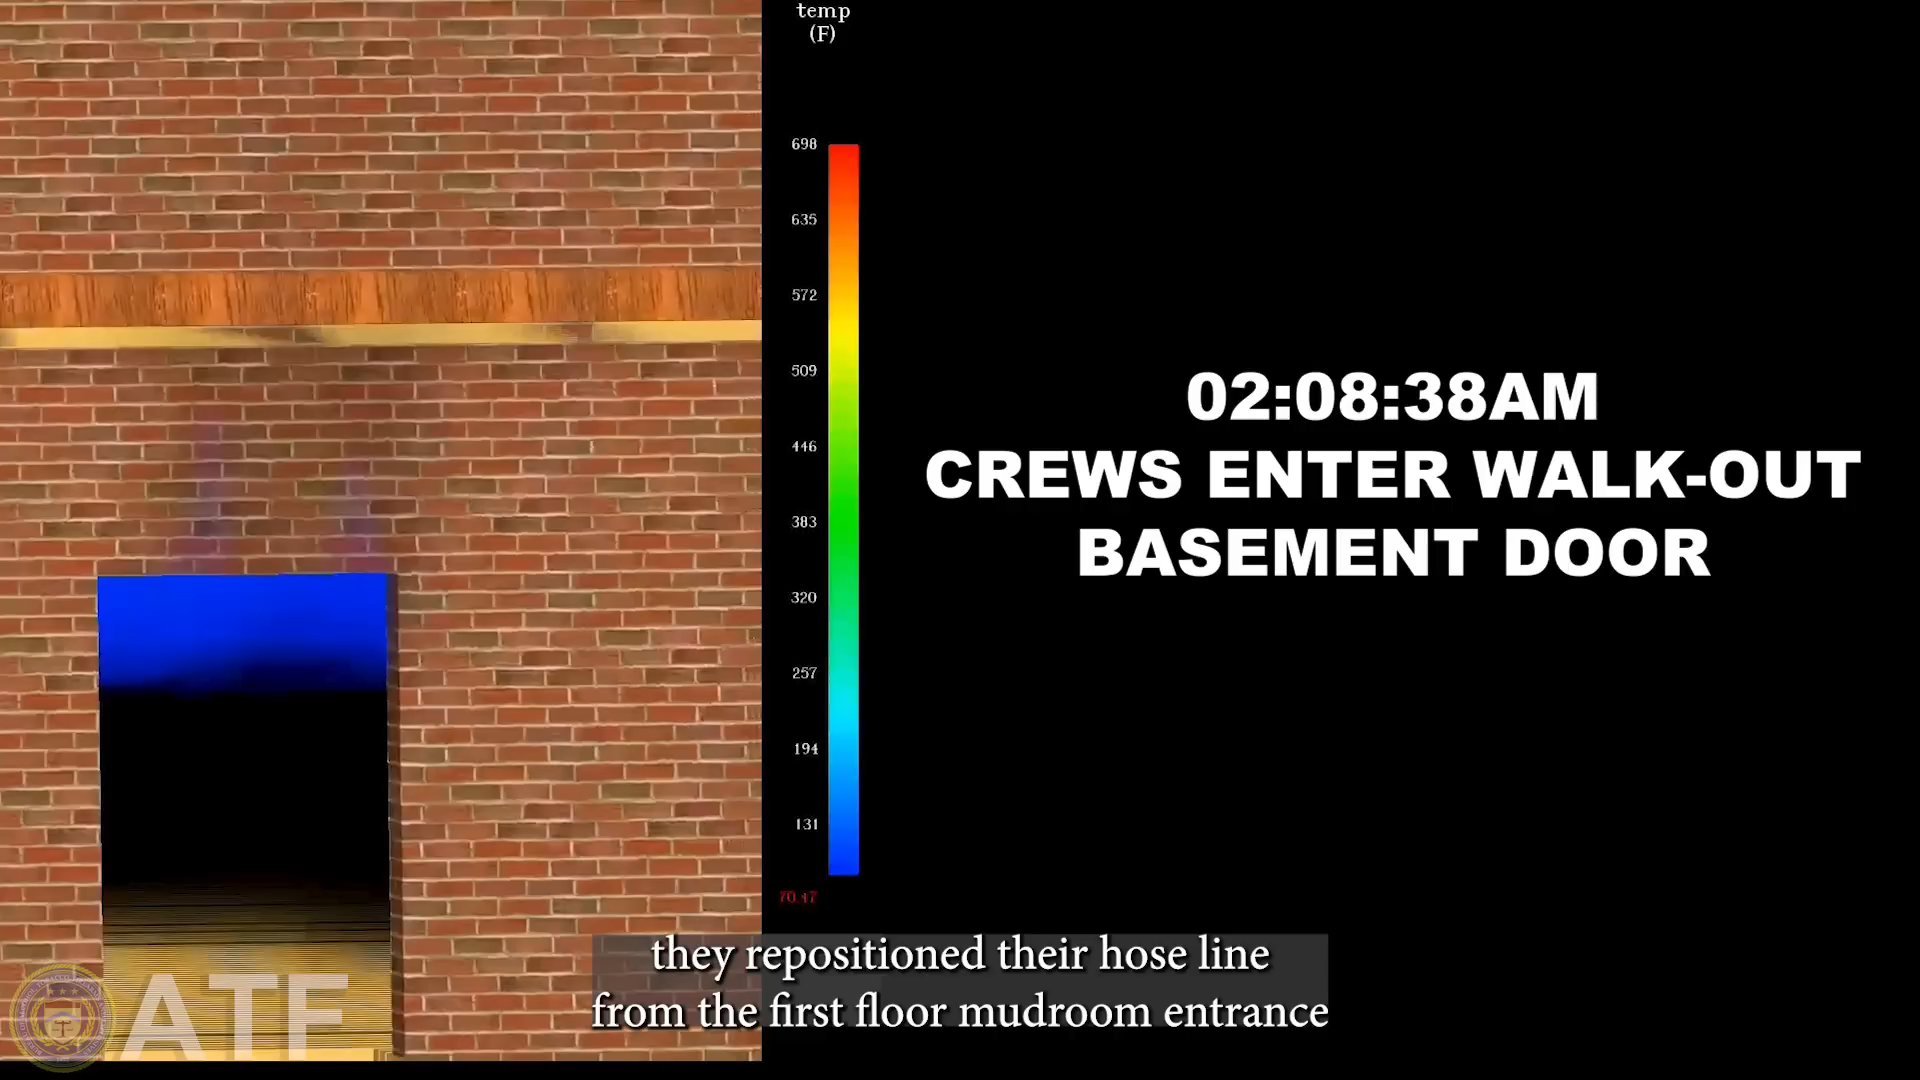 temp
(F)
698
635
572
509
446
383
320
257
194
131
70.47
02:08:38AM
CREWS ENTER WALK-OUT
BASEMENT DOOR
they repositioned their hose line
from the first floor mudroom entrance
ATF